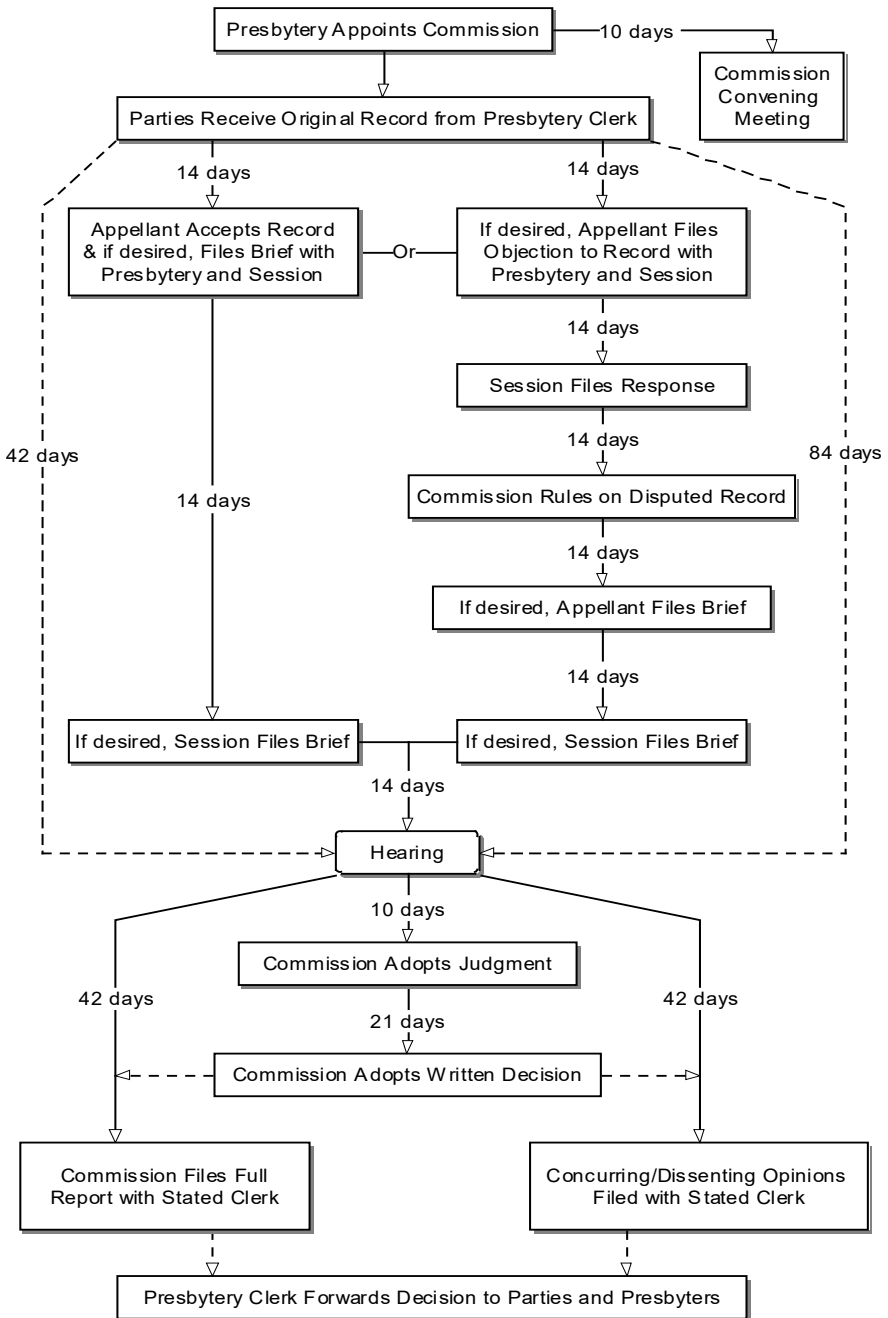 Presbytery Appoints Commission
10 days
Commission
Convening
Meeting
Parties Receive Original Record from Presbytery Clerk
14 days
14 days
Appellant Accepts Record
& if desired, Files Brief with
Presbytery and Session
Or
If desired, Appellant Files
Objection to Record with
Presbytery and Session
14 days
Session Files Response
14 days
42 days
84 days
14 days
Commission Rules on Disputed Record
14 days
If desired, Appellant Files Brief
14 days
If desired, Session Files Brief
If desired, Session Files Brief
14 days
Hearing
10 days
Commission Adopts Judgment
42 days
42 days
21 days
Commission Adopts Written Decision
Commission Files Full
Report with Stated Clerk
Concurring/Dissenting Opinions
Filed with Stated Clerk
Presbytery Clerk Forwards Decision to Parties and Presbyters